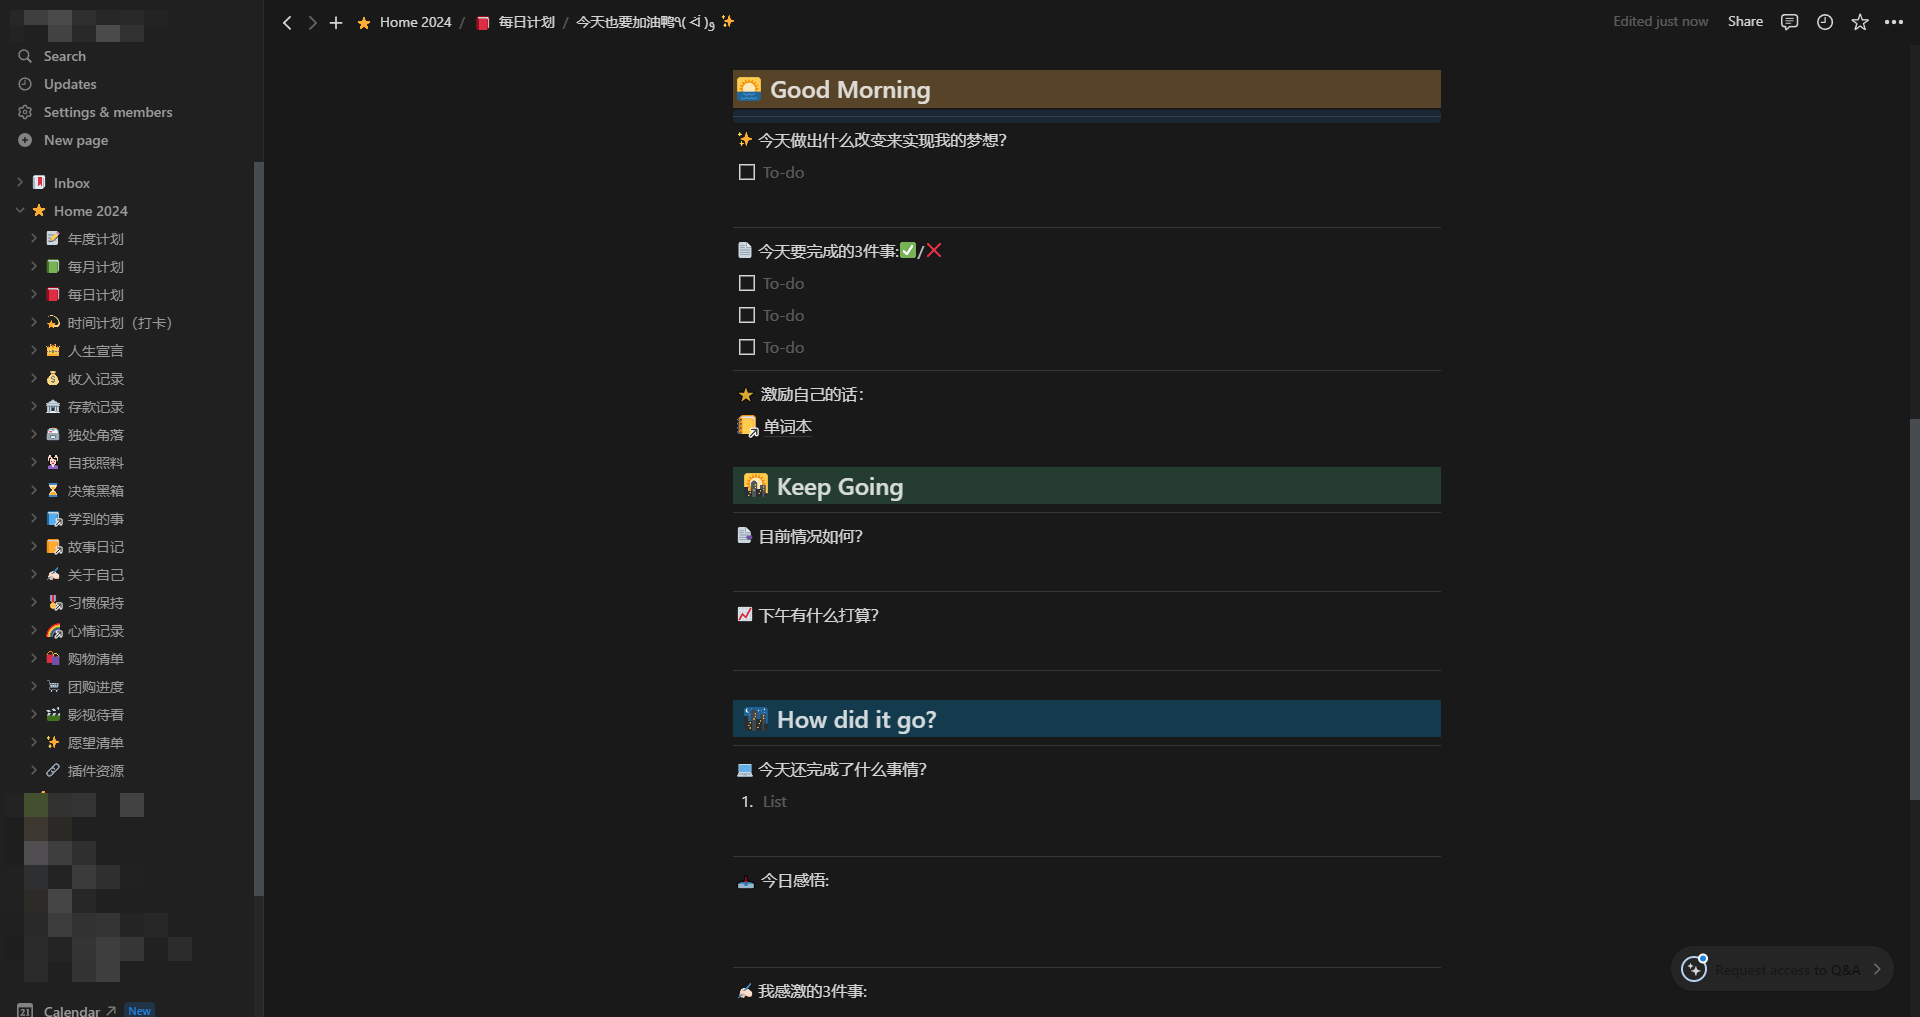 Search
Updates
Settings & members
New page
Inbox
Home 2024
年度计划
每月计划
每日计划
时间计划（打卡）
人生宣言
收入记录
存款记录
独处角落
自我照料
决策黑箱
学到的事
故事日记
关于自己
习惯保持
心情记录
购物清单
团购进度
影视待看
愿望清单
插件资源
Calendar New
Home 2024 / 每日计划 / 今天也要加油鸭
Edited just now Share
Good Morning
今天做出什么改变来实现我的梦想?
To-do
今天要完成的3件事:✅/❌
To-do
To-do
To-do
激励自己的话：
单词本
Keep Going
目前情况如何?
下午有什么打算?
How did it go?
今天还完成了什么事情?
1. List
今日感悟:
我感激的3件事:
Request access to Q&A